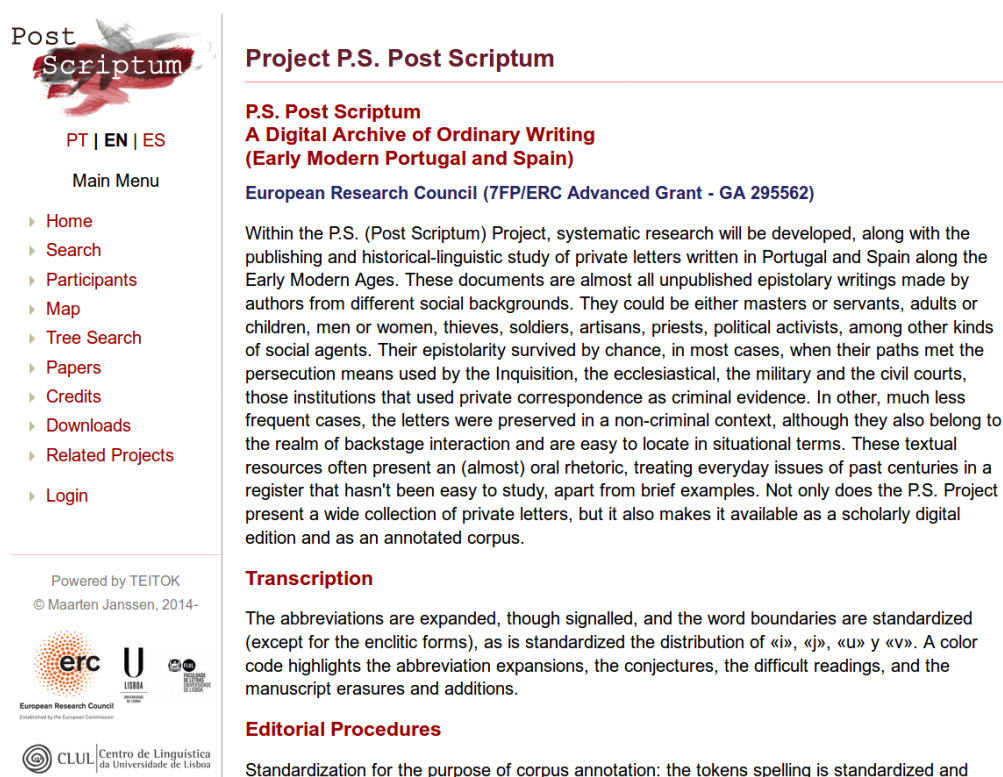 Post
Scriptum
PT | EN | ES
Main Menu
Home
Search
Participants
Map
Tree Search
Papers
Credits
Downloads
Related Projects
Login
Powered by TEITOK
© Maarten Janssen, 2014-
erc
European Research Council
Established by the European Commission
U
LISBOA
UNIVERSIDADE
DE LISBOA
FLUL
FACULDADE
DE LETRAS
UNIVERSIDADE
DE LISBOA
CLUL Centro de Linguística
da Universidade de Lisboa
Project P.S. Post Scriptum
P.S. Post Scriptum
A Digital Archive of Ordinary Writing
(Early Modern Portugal and Spain)
European Research Council (7FP/ERC Advanced Grant - GA 295562)
Within the P.S. (Post Scriptum) Project, systematic research will be developed, along with the
publishing and historical-linguistic study of private letters written in Portugal and Spain along the
Early Modern Ages. These documents are almost all unpublished epistolary writings made by
authors from different social backgrounds. They could be either masters or servants, adults or
children, men or women, thieves, soldiers, artisans, priests, political activists, among other kinds
of social agents. Their epistolarity survived by chance, in most cases, when their paths met the
persecution means used by the Inquisition, the ecclesiastical, the military and the civil courts,
those institutions that used private correspondence as criminal evidence. In other, much less
frequent cases, the letters were preserved in a non-criminal context, although they also belong to
the realm of backstage interaction and are easy to locate in situational terms. These textual
resources often present an (almost) oral rhetoric, treating everyday issues of past centuries in a
register that hasn't been easy to study, apart from brief examples. Not only does the P.S. Project
present a wide collection of private letters, but it also makes it available as a scholarly digital
edition and as an annotated corpus.
Transcription
The abbreviations are expanded, though signalled, and the word boundaries are standardized
(except for the enclitic forms), as is standardized the distribution of «i», «j», «u» y «v». A color
code highlights the abbreviation expansions, the conjectures, the difficult readings, and the
manuscript erasures and additions.
Editorial Procedures
Standardization for the purpose of corpus annotation: the tokens spelling is standardized and